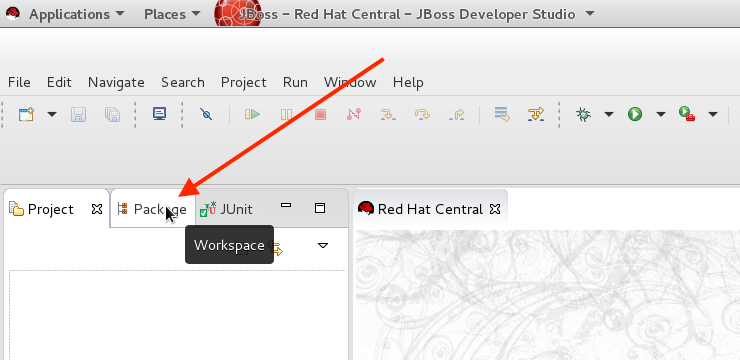 Applications Places JBoss – Red Hat Central – JBoss Developer Studio
File Edit Navigate Search Project Run Window Help
Project Package JUnit Red Hat Central
Workspace